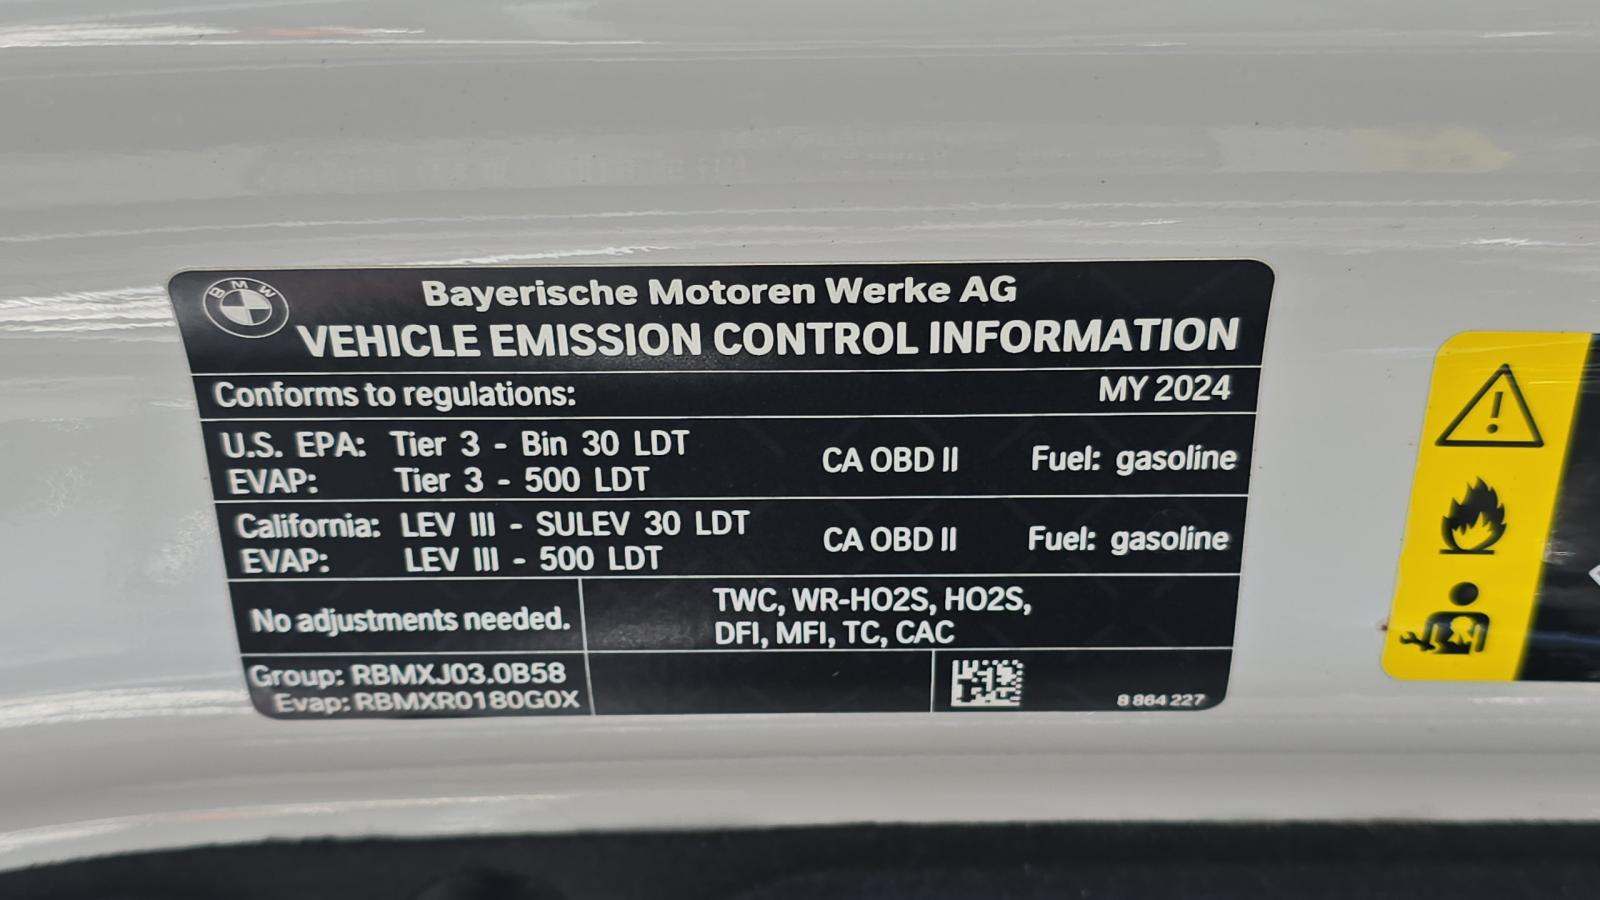 BMW
Bayerische Motoren Werke AG
VEHICLE EMISSION CONTROL INFORMATION
Conforms to regulations: MY 2024
U.S. EPA: Tier 3 - Bin 30 LDT CA OBD II Fuel: gasoline
EVAP: Tier 3 - 500 LDT
California: LEV III - SULEV 30 LDT CA OBD II Fuel: gasoline
EVAP: LEV III - 500 LDT
No adjustments needed.
TWC, WR-HO2S, HO2S,
DFI, MFI, TC, CAC
Group: RBMXJ03.0B58
Evap: RBMXR0180G0X
8 864 227